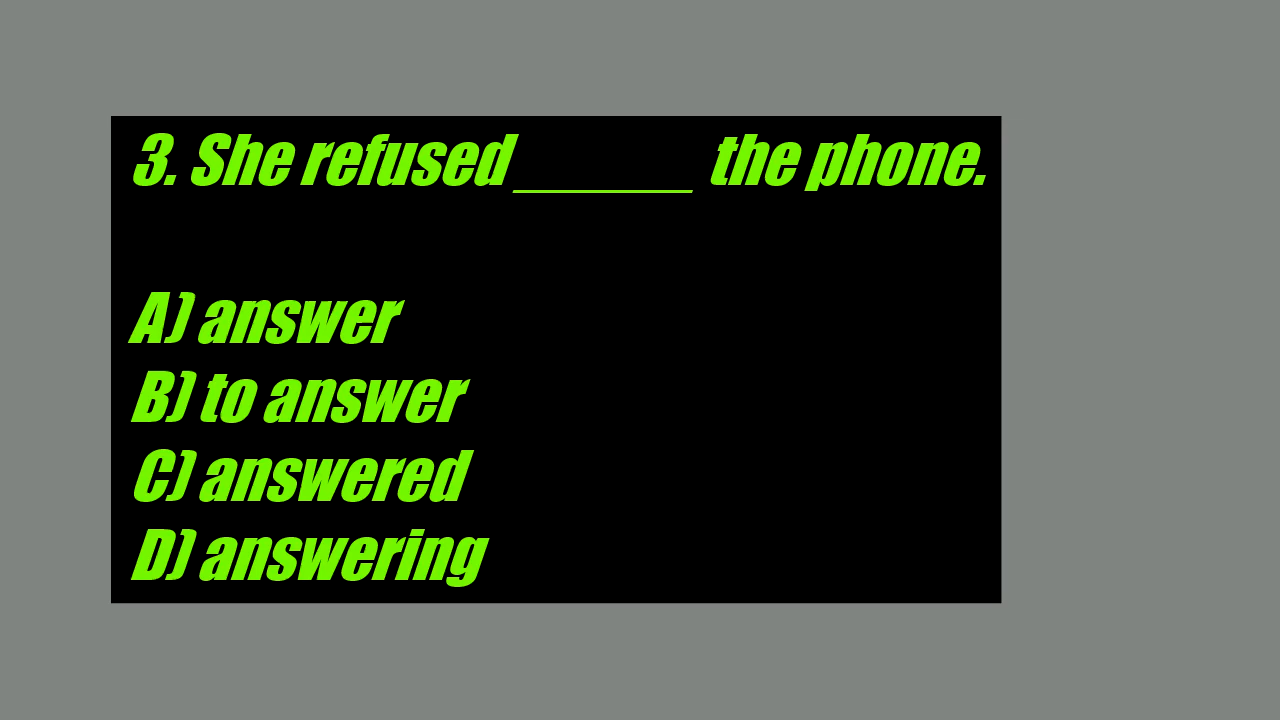 3. She refused ______ the phone.
A) answer
B) to answer
C) answered
D) answering